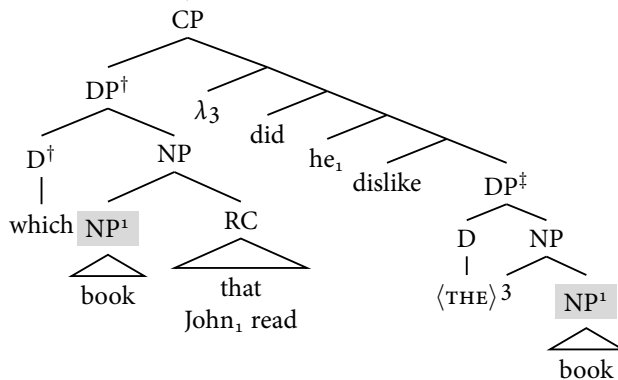 CP
DP† λ3
did
D† NP he₁
dislike DP‡
which NP¹ RC D NP
book that ⟨THE⟩ 3 NP¹
John₁ read
book